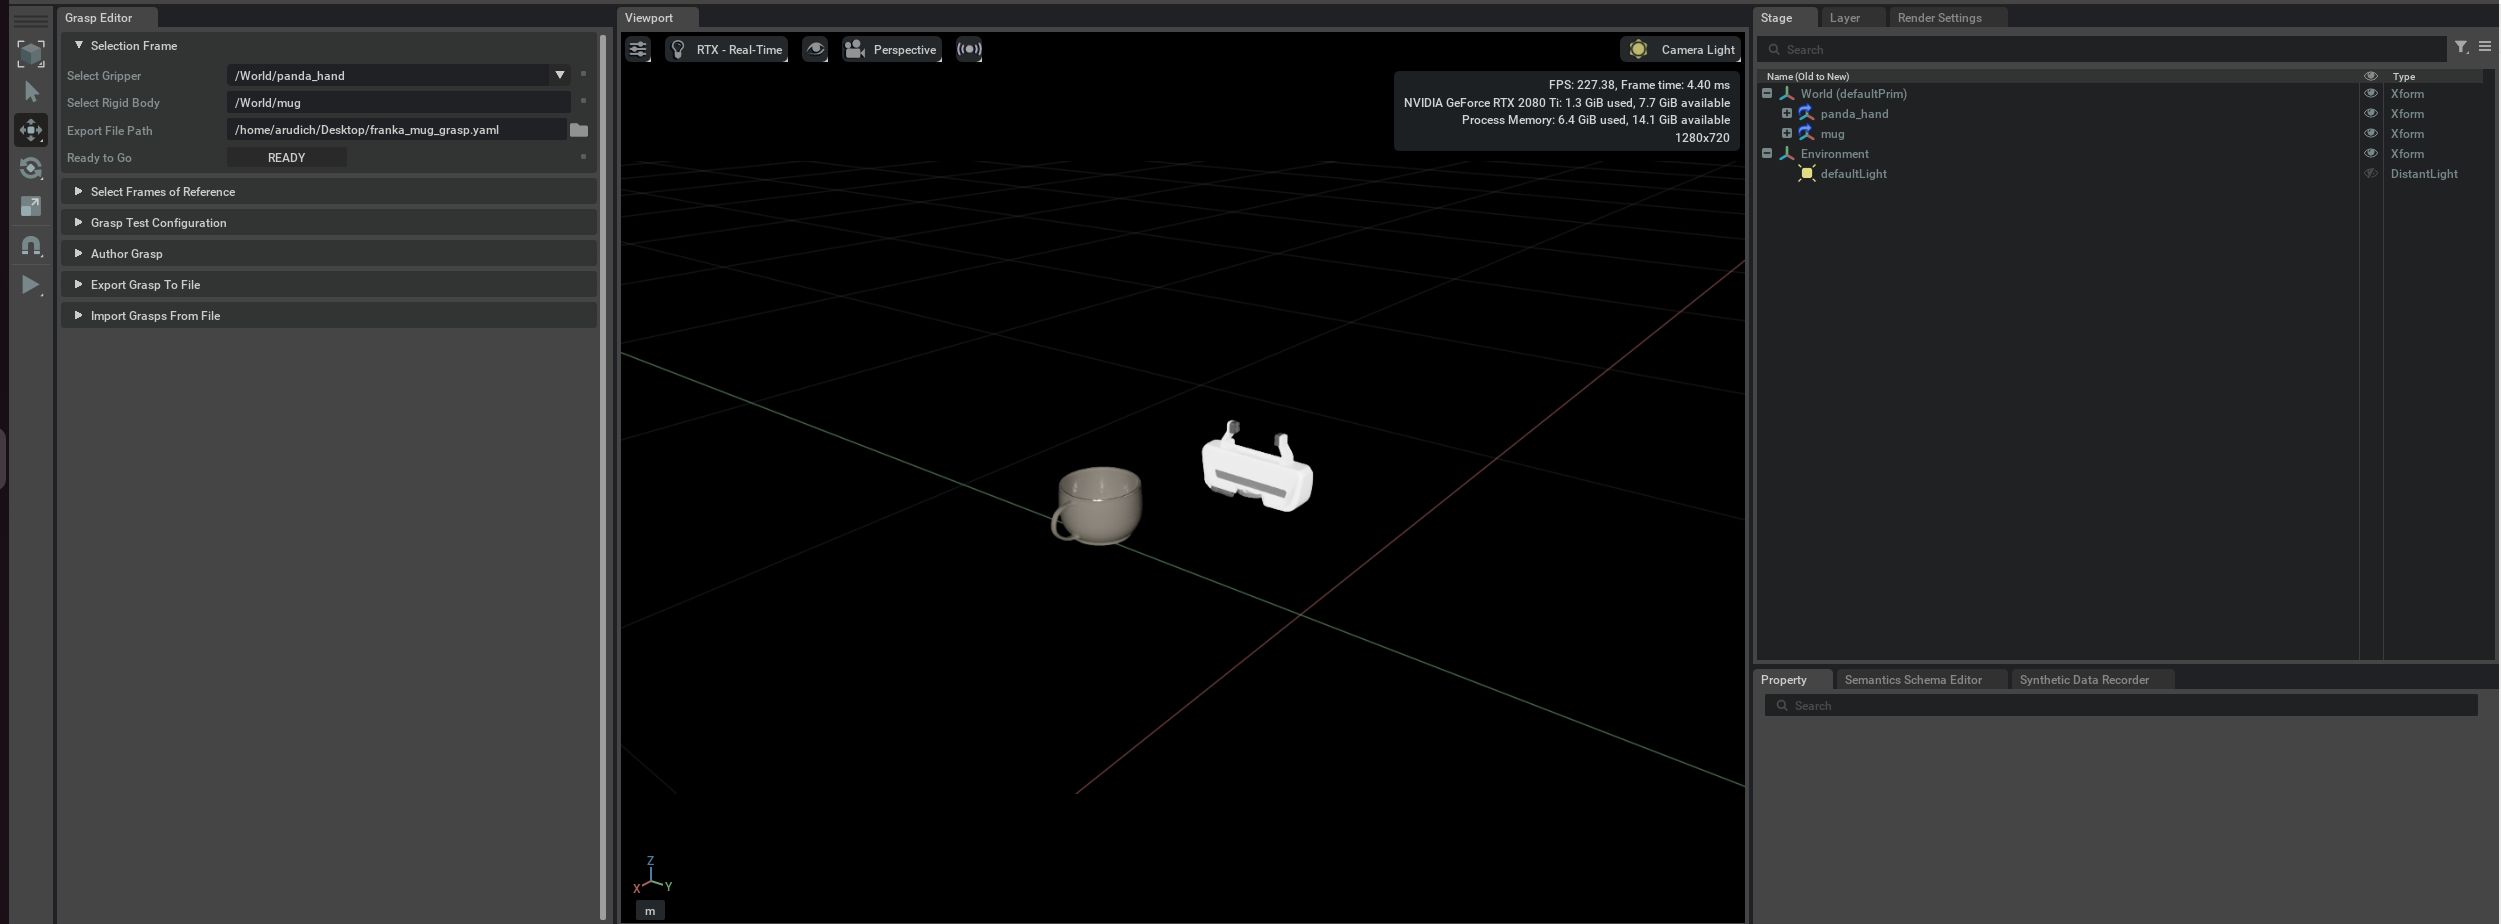 Grasp Editor
Selection Frame
Select Gripper /World/panda_hand
Select Rigid Body /World/mug
Export File Path /home/arudich/Desktop/franka_mug_grasp.yaml
Ready to Go READY
Select Frames of Reference
Grasp Test Configuration
Author Grasp
Export Grasp To File
Import Grasps From File
Viewport
RTX - Real-Time Perspective Camera Light
FPS: 227.38, Frame time: 4.40 ms
NVIDIA GeForce RTX 2080 Ti: 1.3 GiB used, 7.7 GiB available
Process Memory: 6.4 GiB used, 14.1 GiB available
1280x720
Z
X Y
m
Stage Layer Render Settings
Search
Name (Old to New) Type
World (defaultPrim) Xform
panda_hand Xform
mug Xform
Environment Xform
defaultLight DistantLight
Property Semantics Schema Editor Synthetic Data Recorder
Search